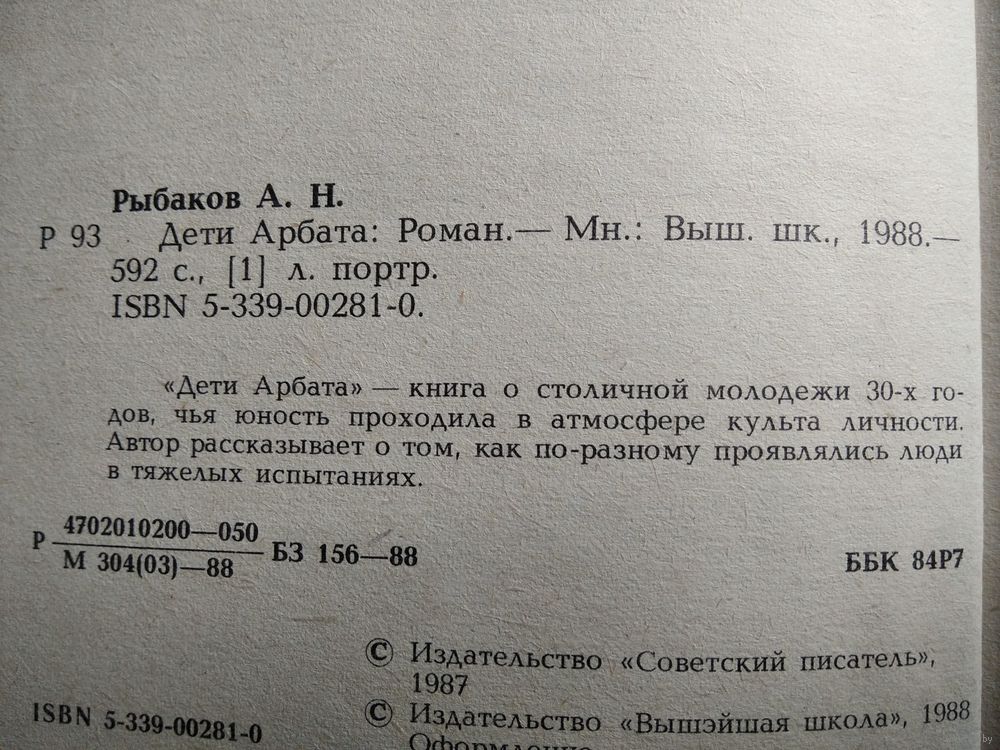 Рыбаков А. Н.
Р 93 Дети Арбата: Роман.— Мн.: Выш. шк., 1988.—
592 с., [1] л. портр.
ISBN 5-339-00281-0.
«Дети Арбата» — книга о столичной молодежи 30-х го-
дов, чья юность проходила в атмосфере культа личности.
Автор рассказывает о том, как по-разному проявлялись люди
в тяжелых испытаниях.
4702010200—050
Р БЗ 156—88 ББК 84Р7
М 304(03)—88
© Издательство «Советский писатель»,
1987
ISBN 5-339-00281-0 © Издательство «Вышэйшая школа», 1988
Оформление
by